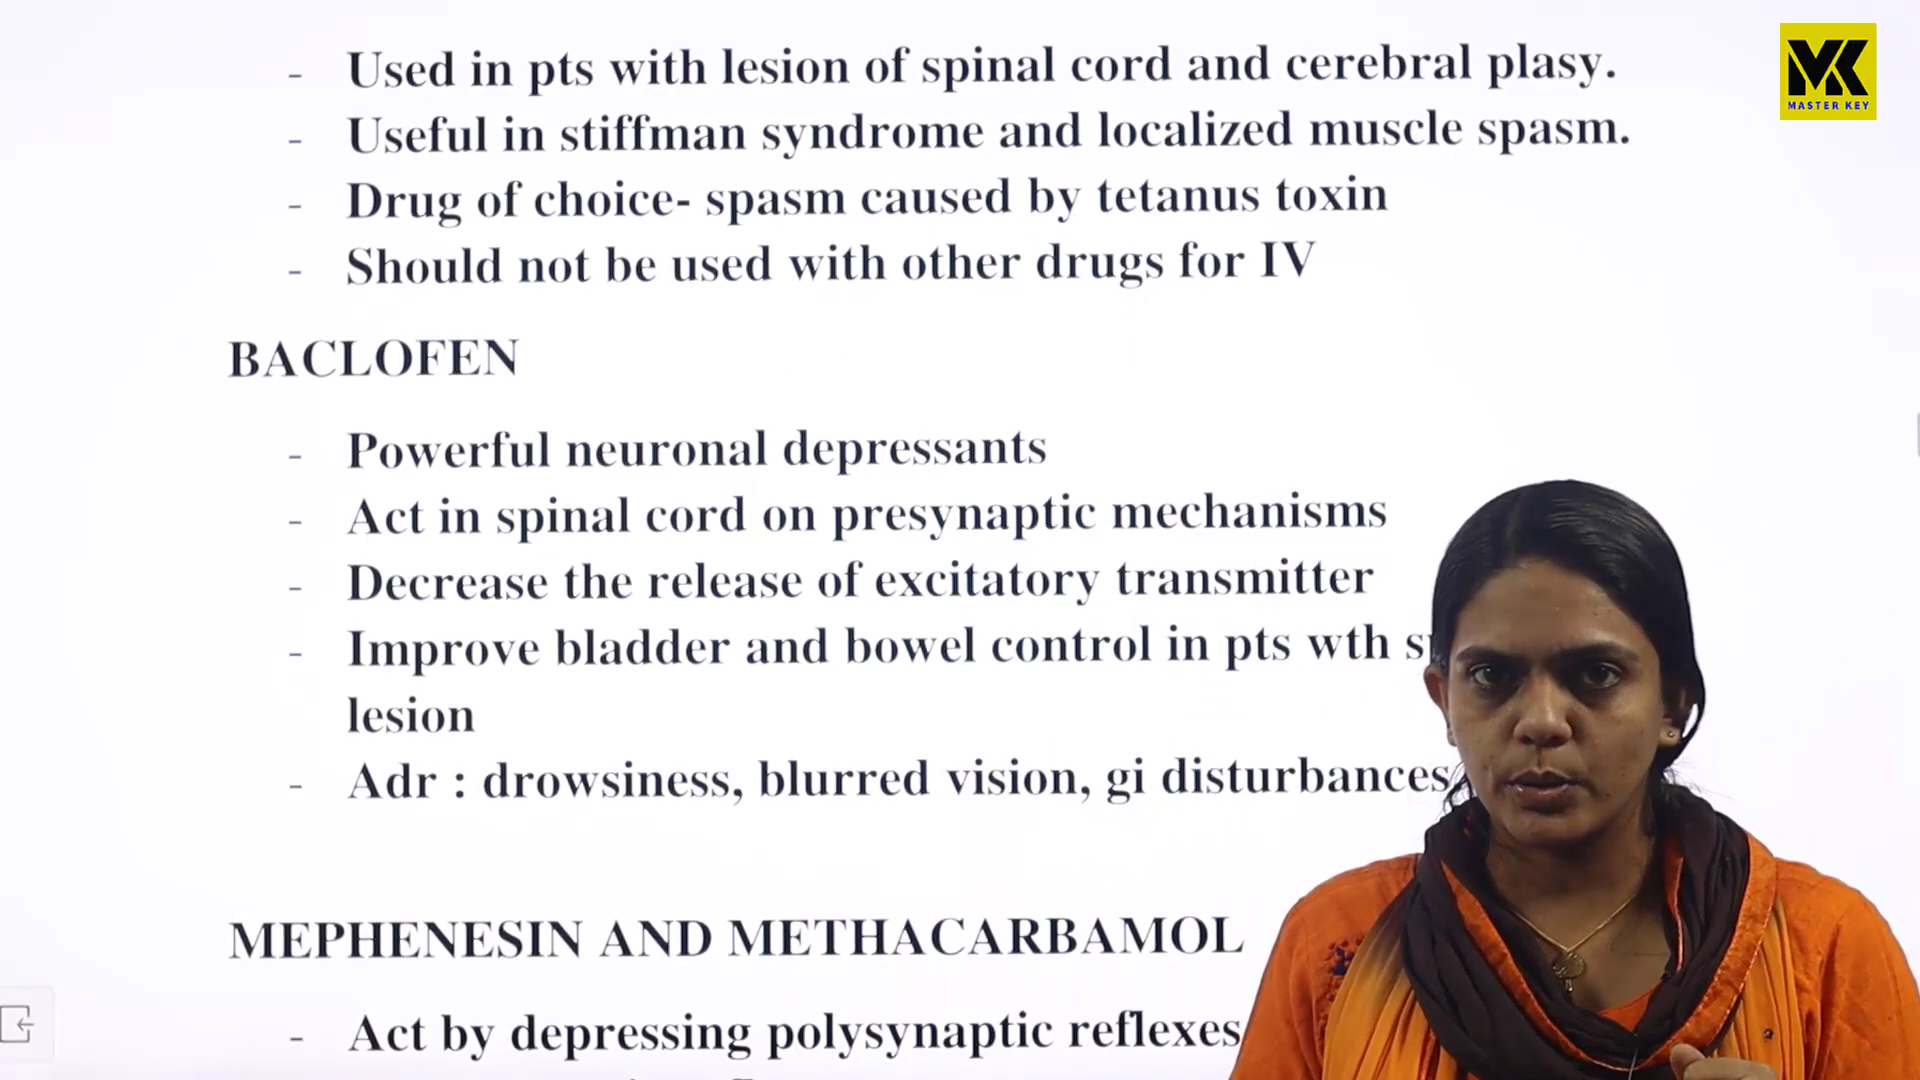 - Used in pts with lesion of spinal cord and cerebral plasy.
- Useful in stiffman syndrome and localized muscle spasm.
- Drug of choice- spasm caused by tetanus toxin
- Should not be used with other drugs for IV
MK
MASTER KEY
BACLOFEN
- Powerful neuronal depressants
- Act in spinal cord on presynaptic mechanisms
- Decrease the release of excitatory transmitter
- Improve bladder and bowel control in pts wth
lesion
- Adr : drowsiness, blurred vision, gi disturbances
MEPHENESIN AND METHACARBAMOL
- Act by depressing polysynaptic reflexes